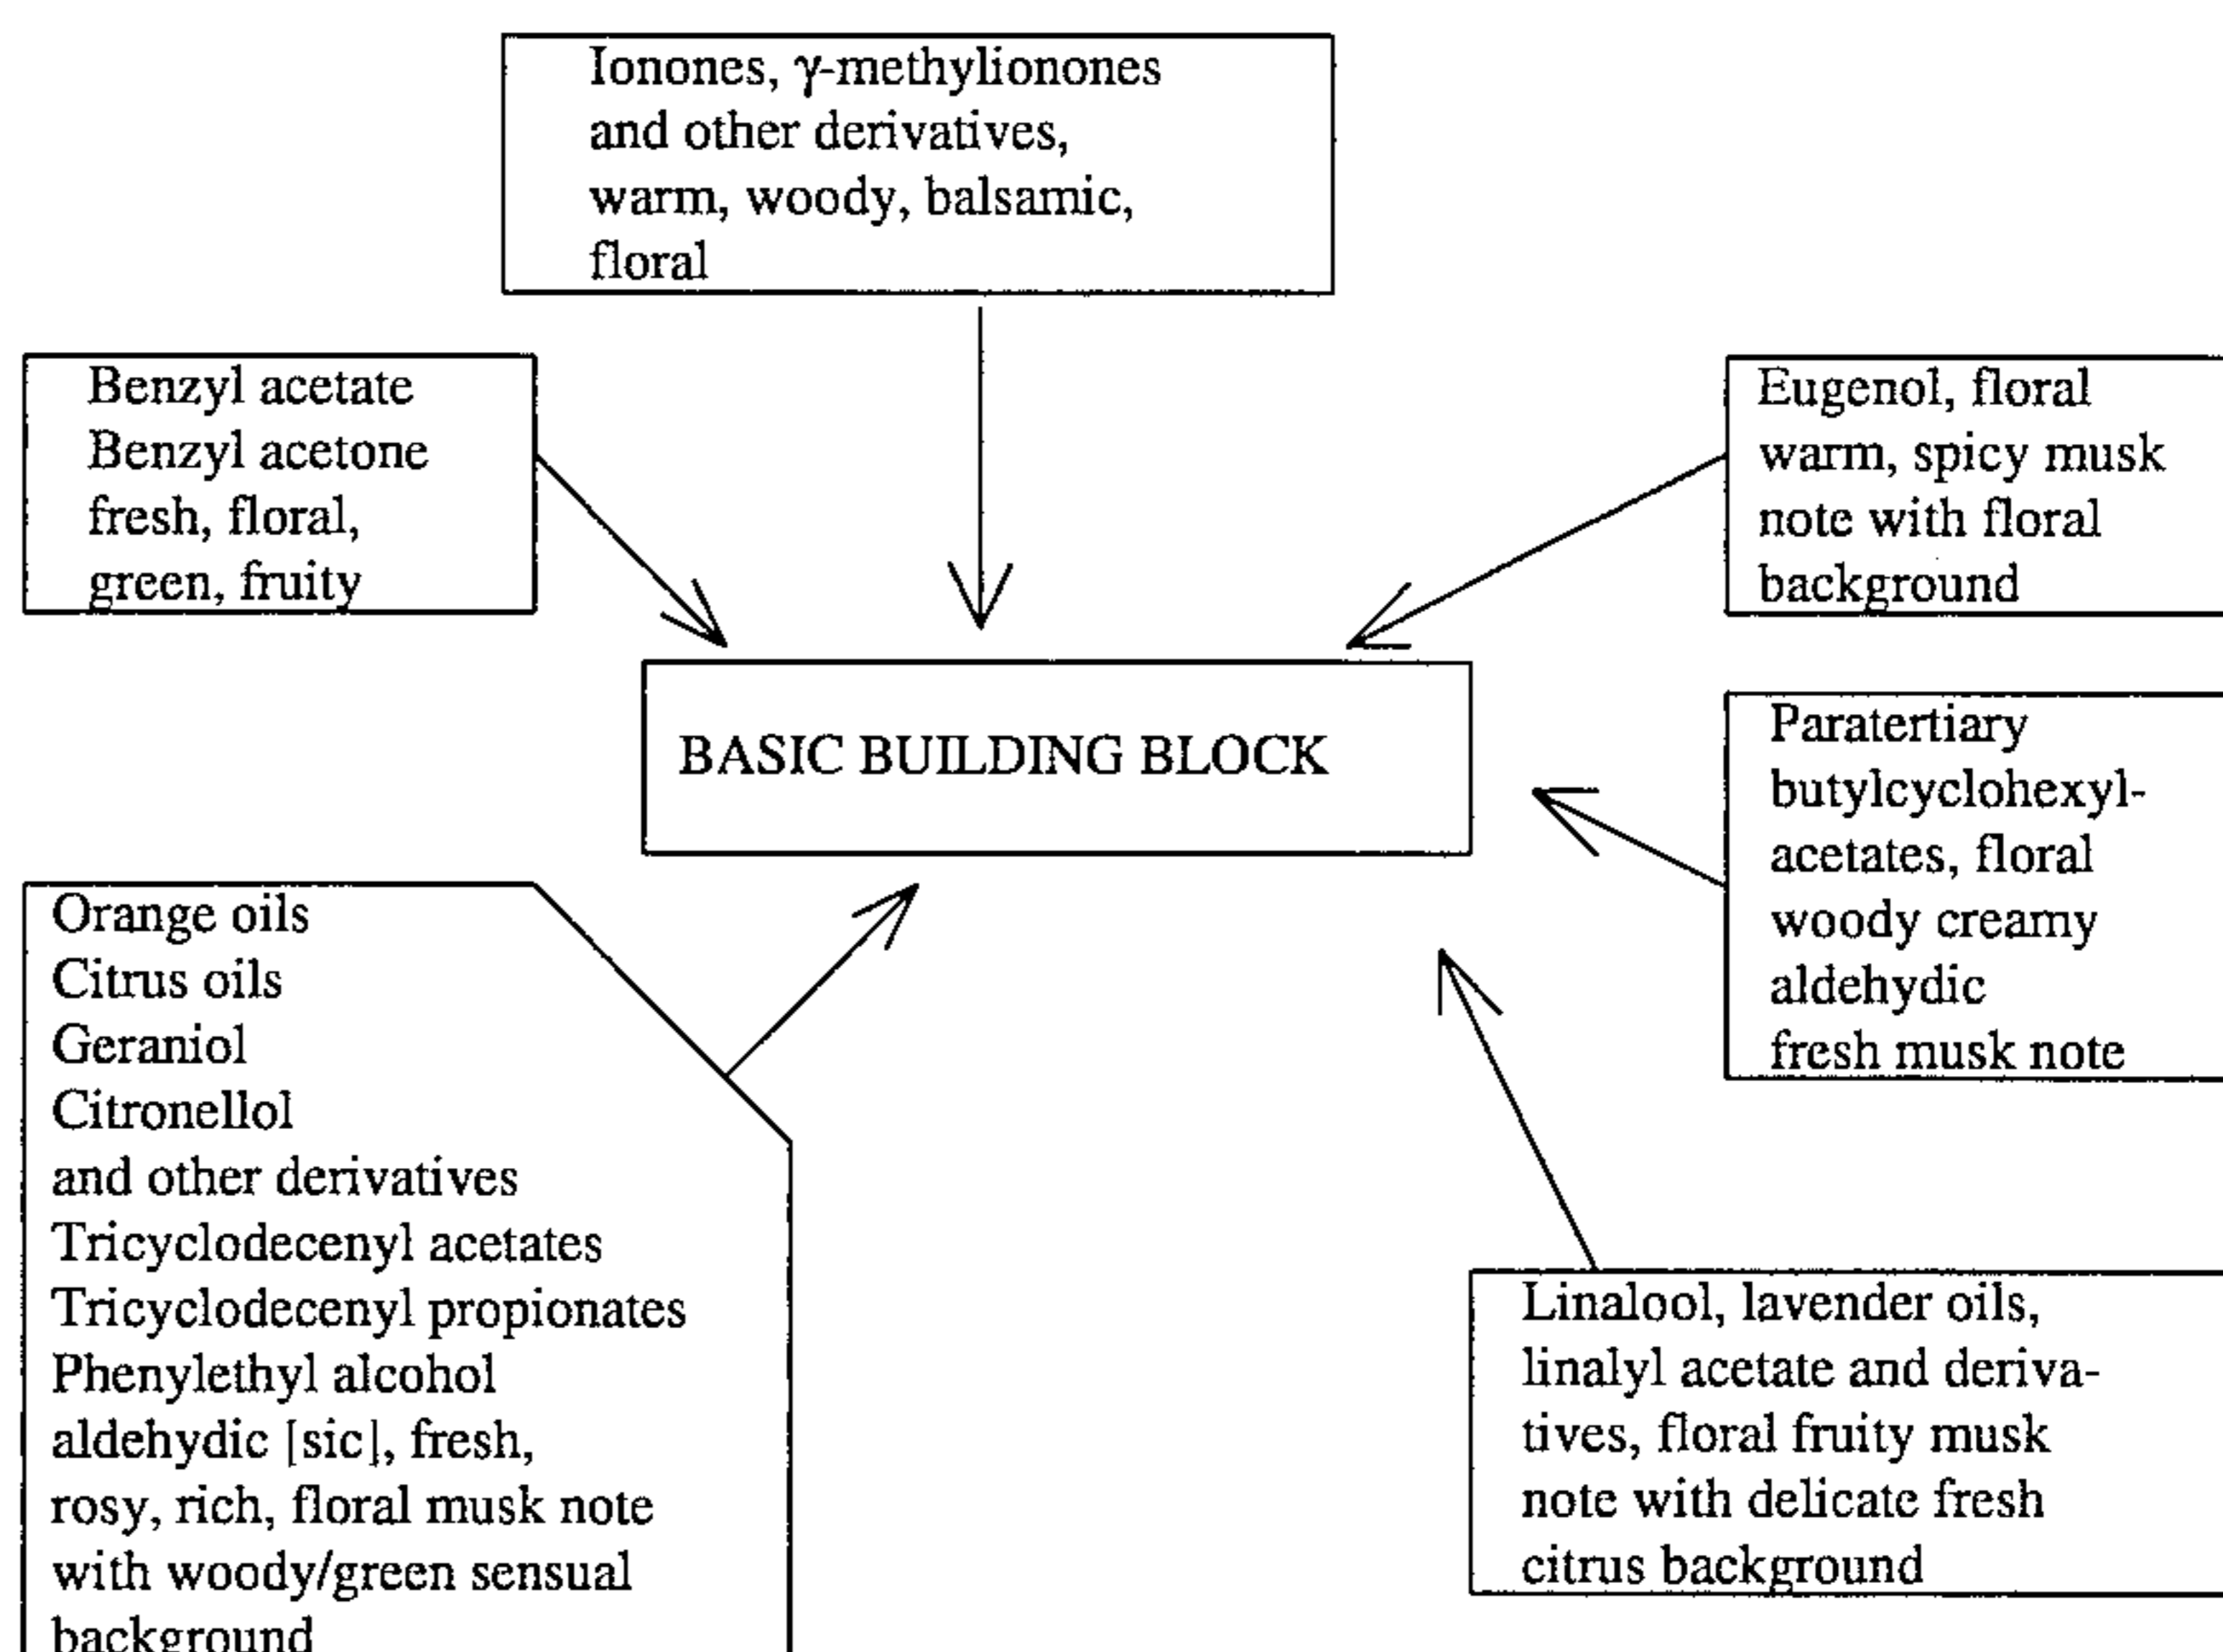 Ionones, γ-methylionones
and other derivatives,
warm, woody, balsamic,
floral
Benzyl acetate
Benzyl acetone
fresh, floral,
green, fruity
Eugenol, floral
warm, spicy musk
note with floral
background
BASIC BUILDING BLOCK
Paratertiary
butylcyclohexyl-
acetates, floral
woody creamy
aldehydic
fresh musk note
Orange oils
Citrus oils
Geraniol
Citronellol
and other derivatives
Tricyclodecenyl acetates
Tricyclodecenyl propionates
Phenylethyl alcohol
aldehydic [sic], fresh,
rosy, rich, floral musk note
with woody/green sensual
background
Linalool, lavender oils,
linalyl acetate and deriva-
tives, floral fruity musk
note with delicate fresh
citrus background